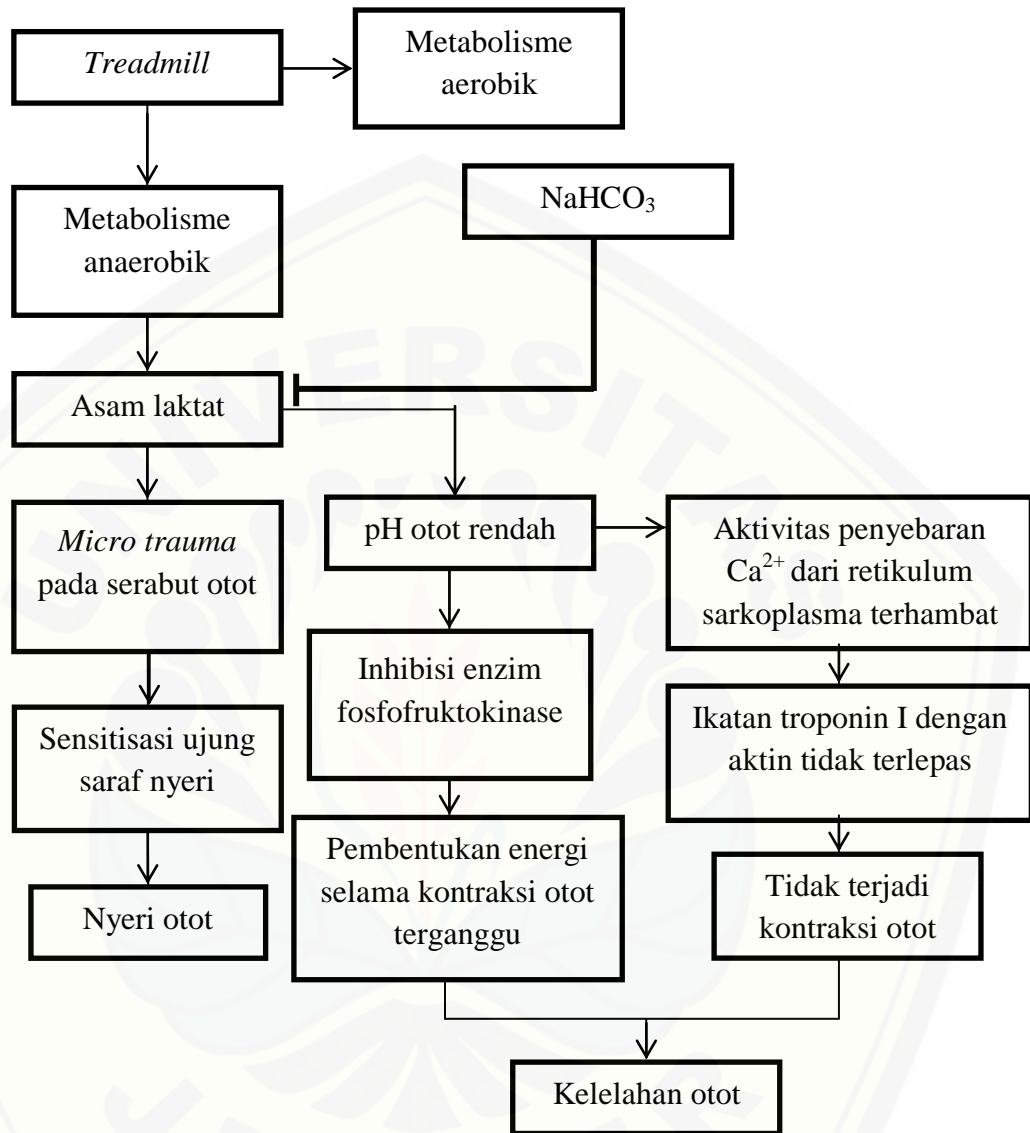 Treadmill
Metabolisme
aerobik
NaHCO₃
Metabolisme
anaerobik
Asam laktat
pH otot rendah
Aktivitas penyebaran
Ca²⁺ dari retikulum
sarkoplasma terhambat
Micro trauma
pada serabut otot
Inhibisi enzim
fosfofruktokinase
Ikatan troponin I dengan
aktin tidak terlepas
Sensitisasi ujung
saraf nyeri
Pembentukan energi
selama kontraksi otot
terganggu
Tidak terjadi
kontraksi otot
Nyeri otot
Kelelahan otot
UNIVERSITAS